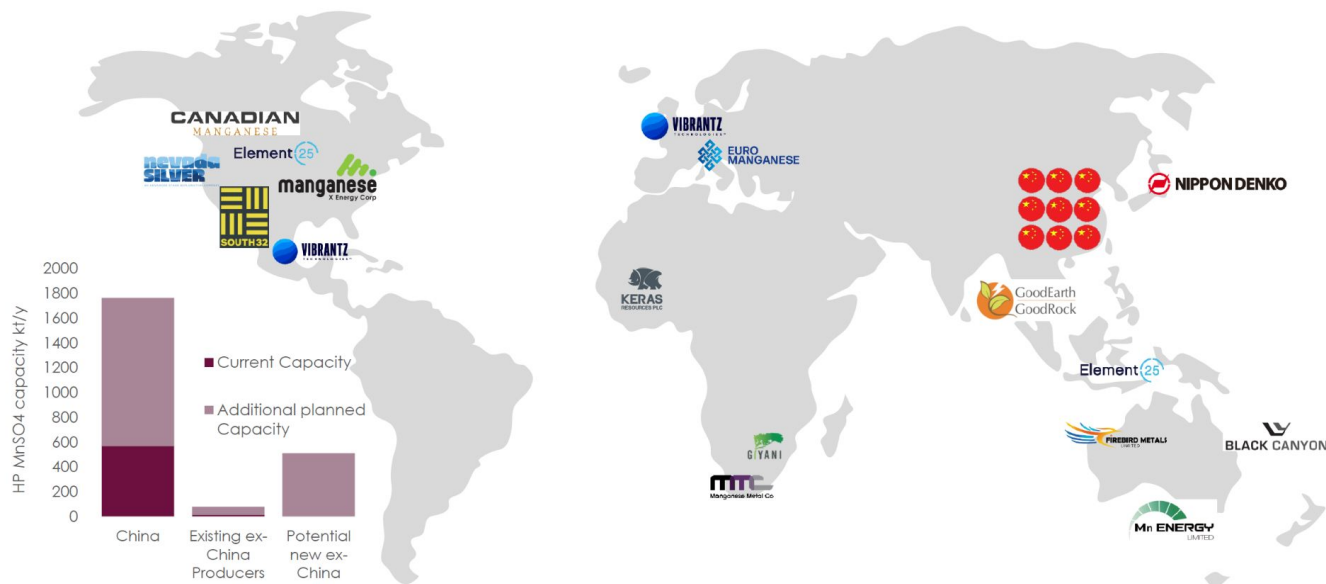 CANADIAN
MANGANESE
nevada
SILVER
Element 25
manganese
X Energy Corp
SOUTH32
VIBRANTZ
TECHNOLOGIES
VIBRANTZ
TECHNOLOGIES
EURO
MANGANESE
NIPPON DENKO
KERAS
RESOURCES PLC
GoodEarth
GoodRock
Element 25
GIYANI
MMC
Manganese Metal Co
FIREBIRD METALS
LIMITED
BLACK CANYON
Mn ENERGY
LIMITED
HP MnSO4 capacity kt/y
2000
1800
1600
1400
1200
1000
800
600
400
200
0
Current Capacity
Additional planned
Capacity
China
Existing ex-
China
Producers
Potential
new ex-
China